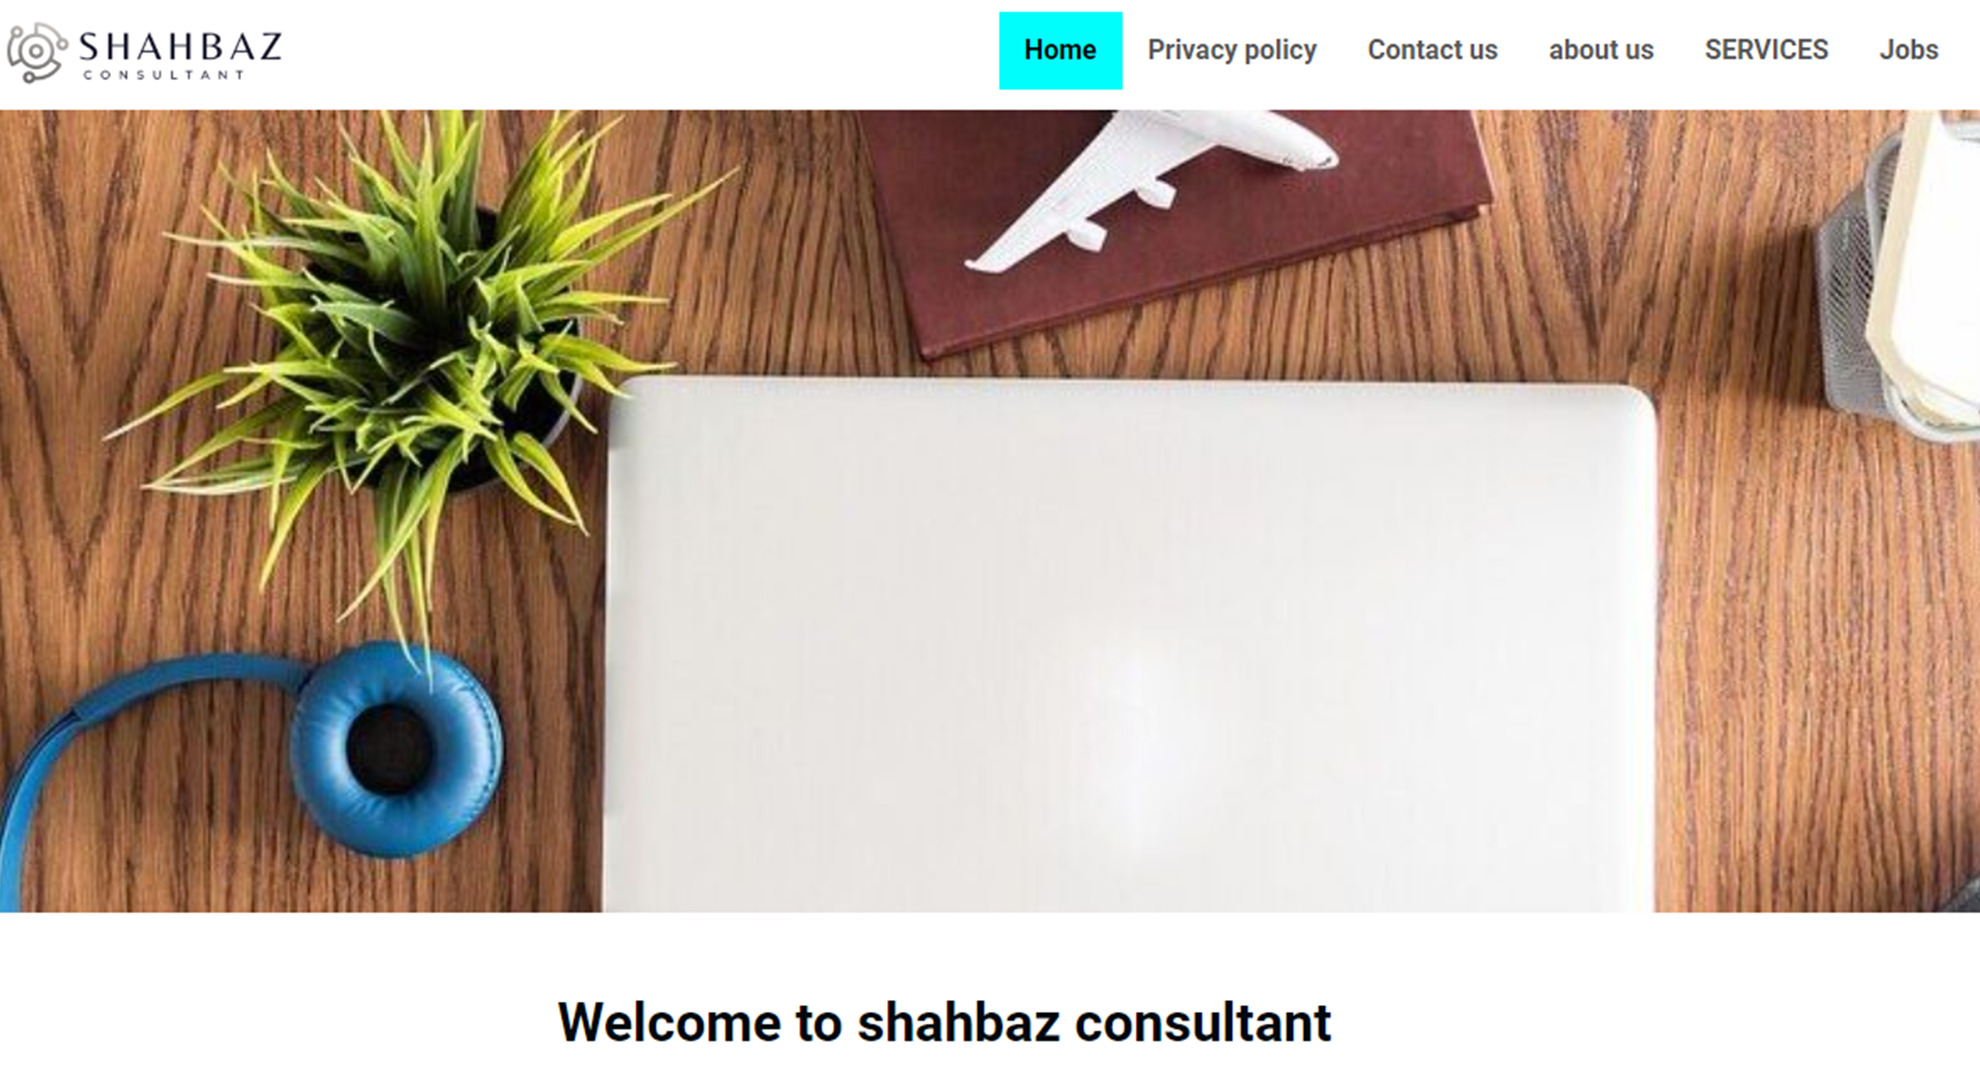 SHAHBAZ
CONSULTANT
Home Privacy policy Contact us about us SERVICES Jobs
Welcome to shahbaz consultant